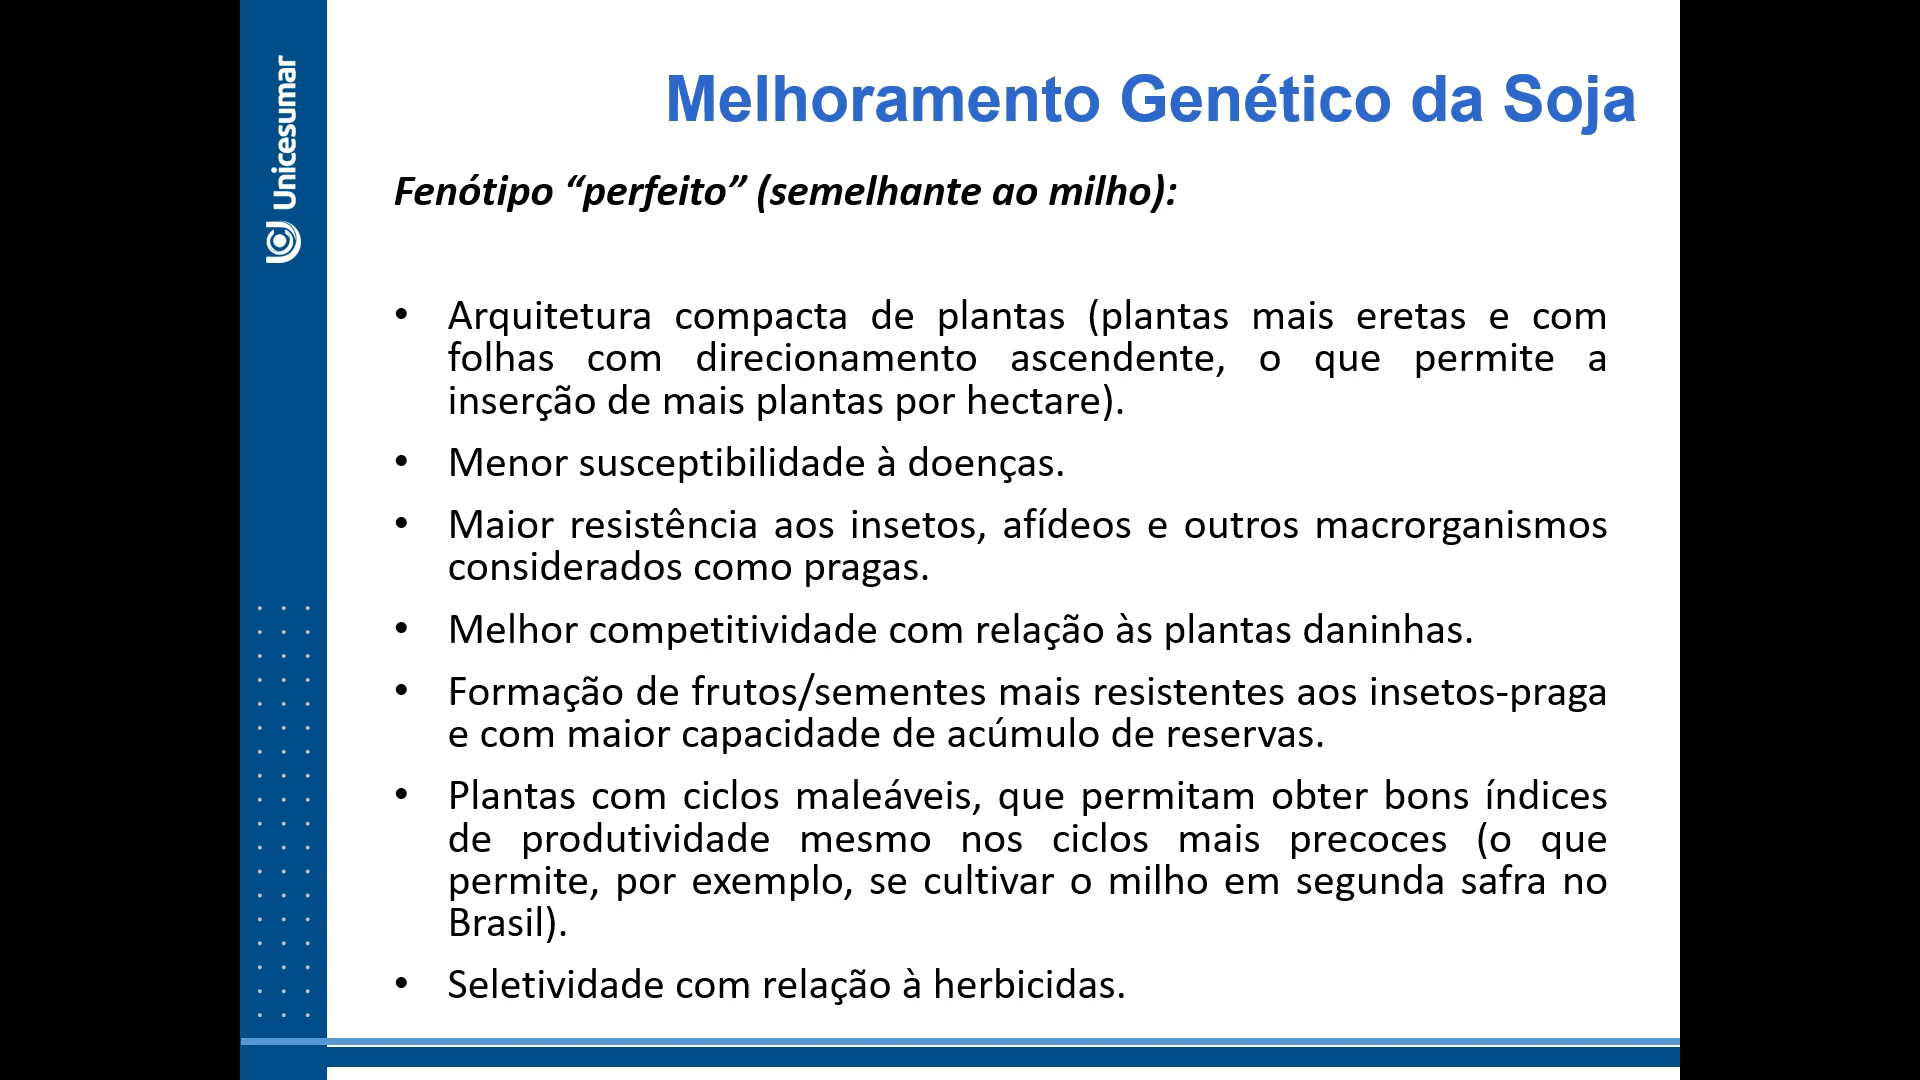 Unicesumar
Melhoramento Genético da Soja
Fenótipo “perfeito” (semelhante ao milho):
• Arquitetura compacta de plantas (plantas mais eretas e com
folhas com direcionamento ascendente, o que permite a
inserção de mais plantas por hectare).
• Menor susceptibilidade à doenças.
• Maior resistência aos insetos, afídeos e outros macrorganismos
considerados como pragas.
• Melhor competitividade com relação às plantas daninhas.
• Formação de frutos/sementes mais resistentes aos insetos-praga
e com maior capacidade de acúmulo de reservas.
• Plantas com ciclos maleáveis, que permitam obter bons índices
de produtividade mesmo nos ciclos mais precoces (o que
permite, por exemplo, se cultivar o milho em segunda safra no
Brasil).
• Seletividade com relação à herbicidas.